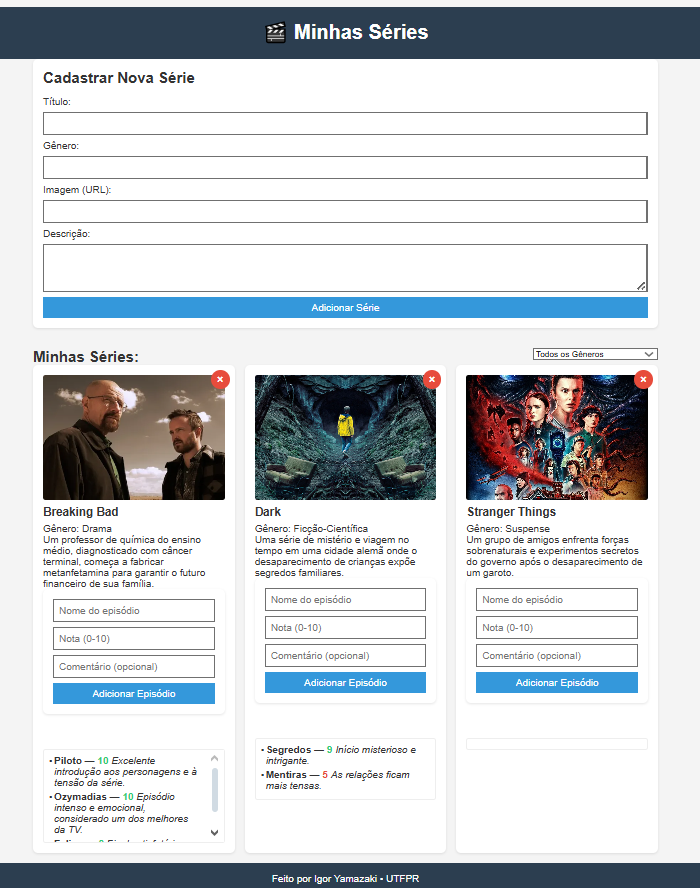 🎬 Minhas Séries
Cadastrar Nova Série
Título:
Gênero:
Imagem (URL):
Descrição:
Adicionar Série
Minhas Séries:
Todos os Gêneros
×
Breaking Bad
Gênero: Drama
Um professor de química do ensino
médio, diagnosticado com câncer
terminal, começa a fabricar
metanfetamina para garantir o futuro
financeiro de sua família.
Nome do episódio
Nota (0-10)
Comentário (opcional)
Adicionar Episódio
• Piloto — 10 Excelente
introdução aos personagens e à
tensão da série.
• Ozymadias — 10 Episódio
intenso e emocional,
considerado um dos melhores
da TV.
×
Dark
Gênero: Ficção-Científica
Uma série de mistério e viagem no
tempo em uma cidade alemã onde o
desaparecimento de crianças expõe
segredos familiares.
Nome do episódio
Nota (0-10)
Comentário (opcional)
Adicionar Episódio
• Segredos — 9 Início misterioso e
intrigante.
• Mentiras — 5 As relações ficam
mais tensas.
×
Stranger Things
Gênero: Suspense
Um grupo de amigos enfrenta forças
sobrenaturais e experimentos secretos
do governo após o desaparecimento de
um garoto.
Nome do episódio
Nota (0-10)
Comentário (opcional)
Adicionar Episódio
Feito por Igor Yamazaki • UTFPR